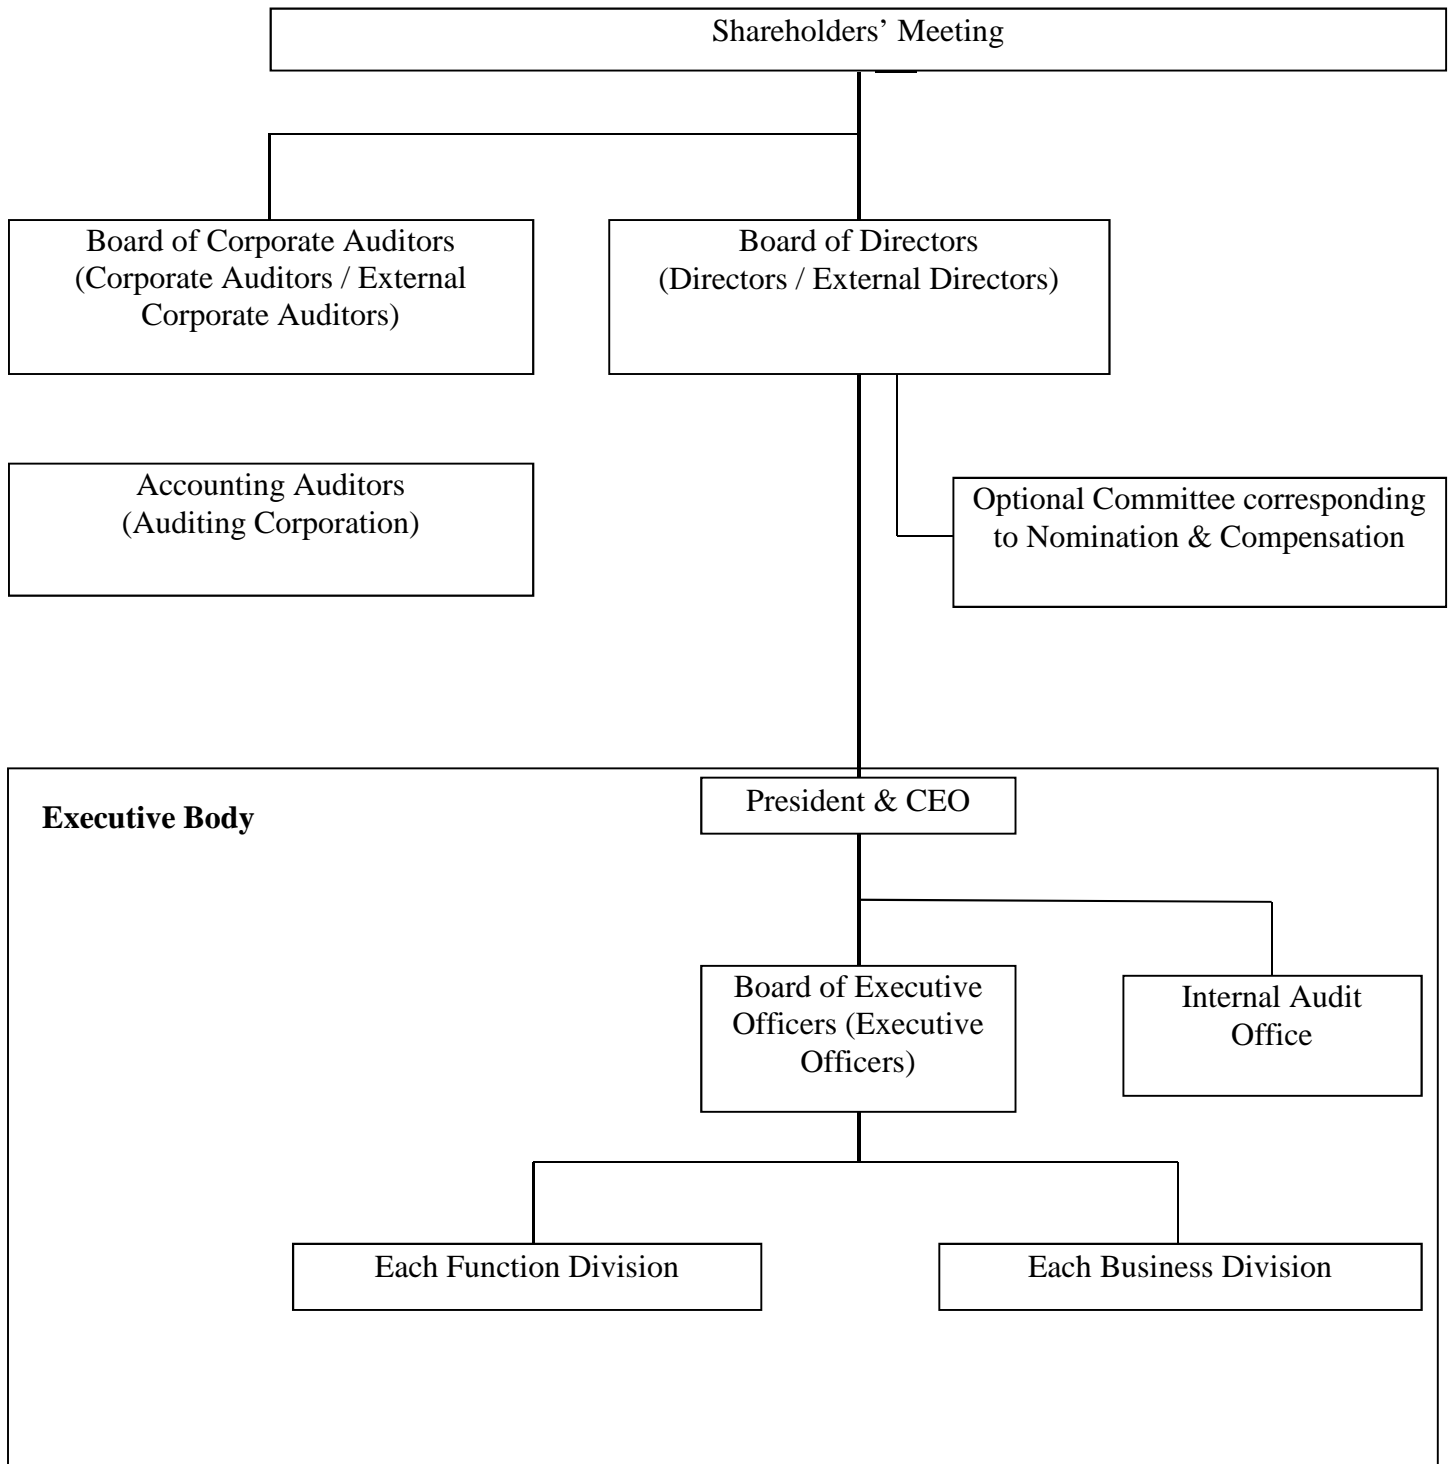 Shareholders’ Meeting
Board of Corporate Auditors
(Corporate Auditors / External
Corporate Auditors)
Board of Directors
(Directors / External Directors)
Accounting Auditors
(Auditing Corporation)
Optional Committee corresponding
to Nomination & Compensation
Executive Body
President & CEO
Board of Executive
Officers (Executive
Officers)
Internal Audit
Office
Each Function Division
Each Business Division